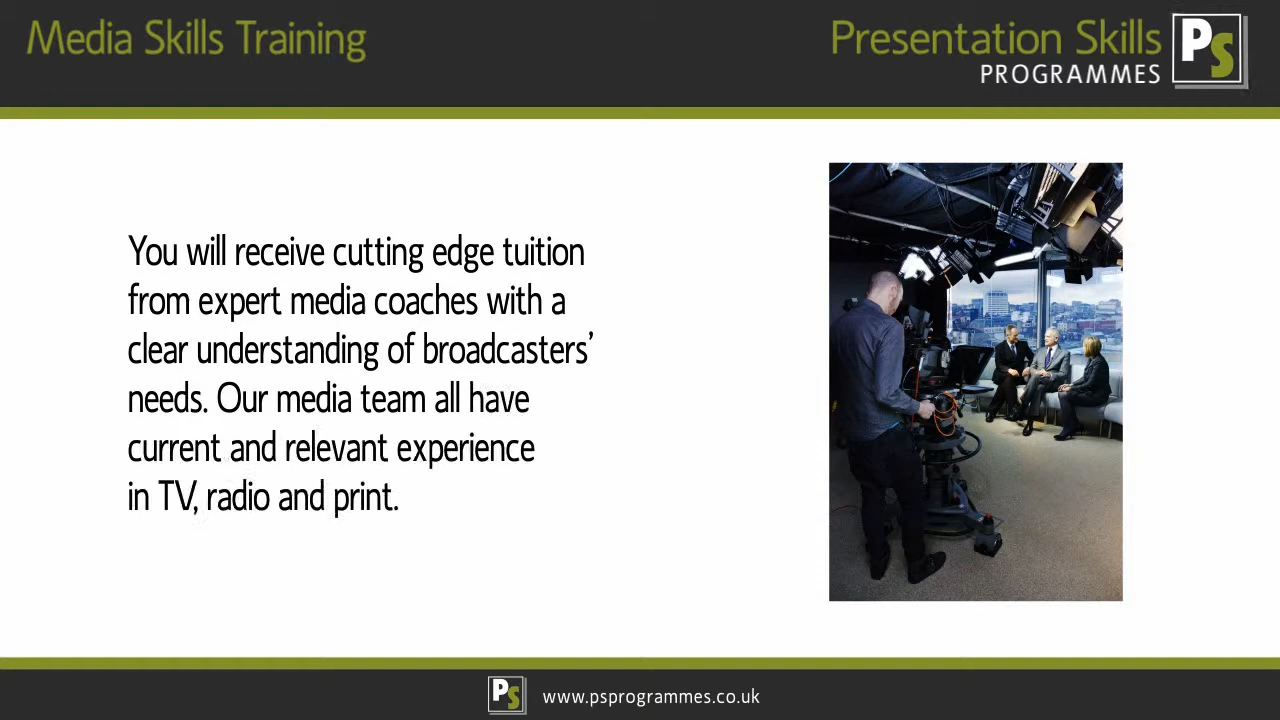 Media Skills Training
Presentation Skills
PROGRAMMES
PS
You will receive cutting edge tuition
from expert media coaches with a
clear understanding of broadcasters’
needs. Our media team all have
current and relevant experience
in TV, radio and print.
PS
www.psprogrammes.co.uk